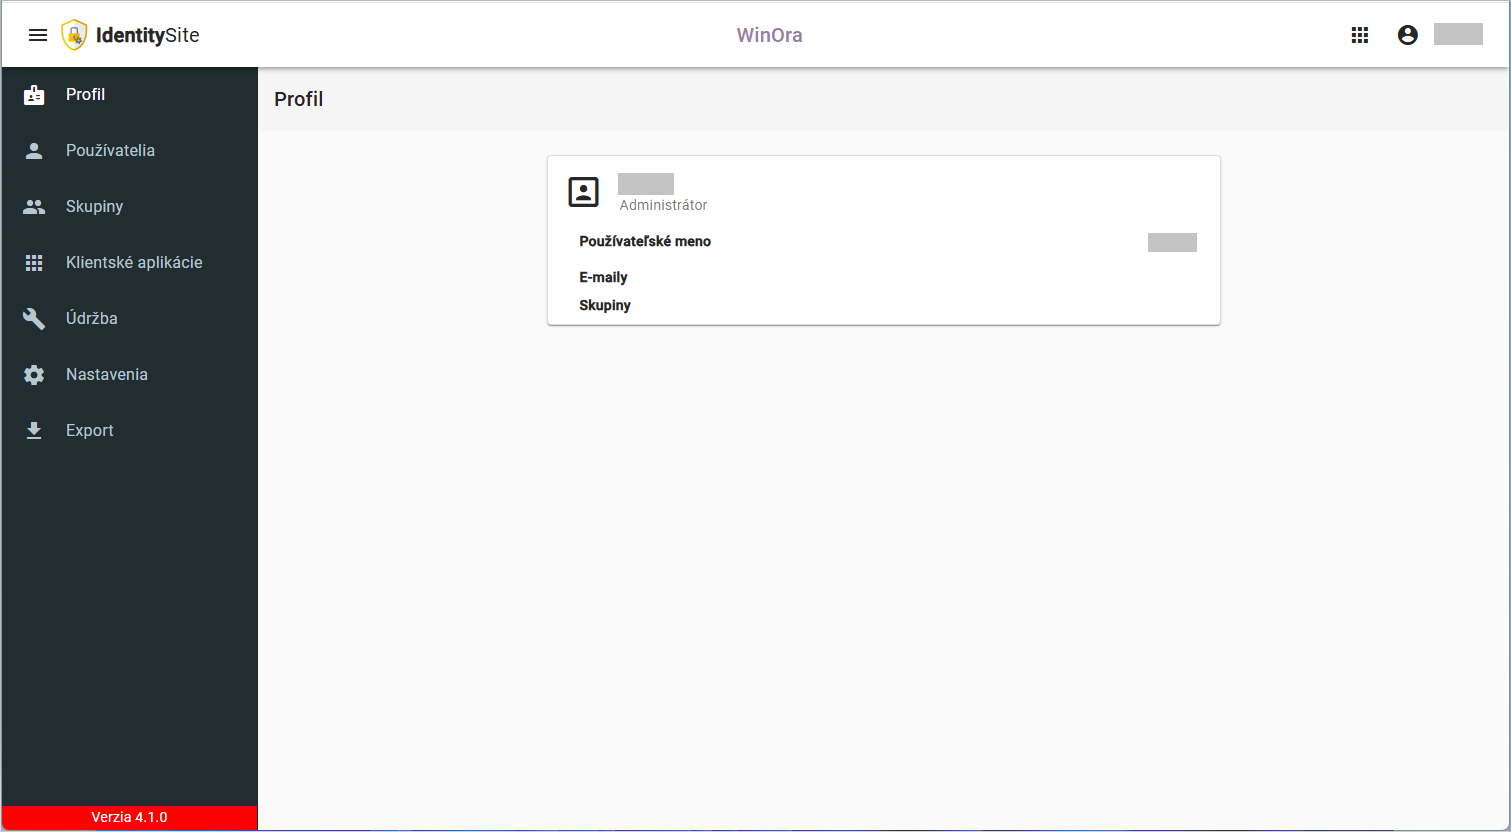 IdentitySite
WinOra
Profil
Používatelia
Skupiny
Klientské aplikácie
Údržba
Nastavenia
Export
Verzia 4.1.0
Profil
Administrátor
Používateľské meno
E-maily
Skupiny